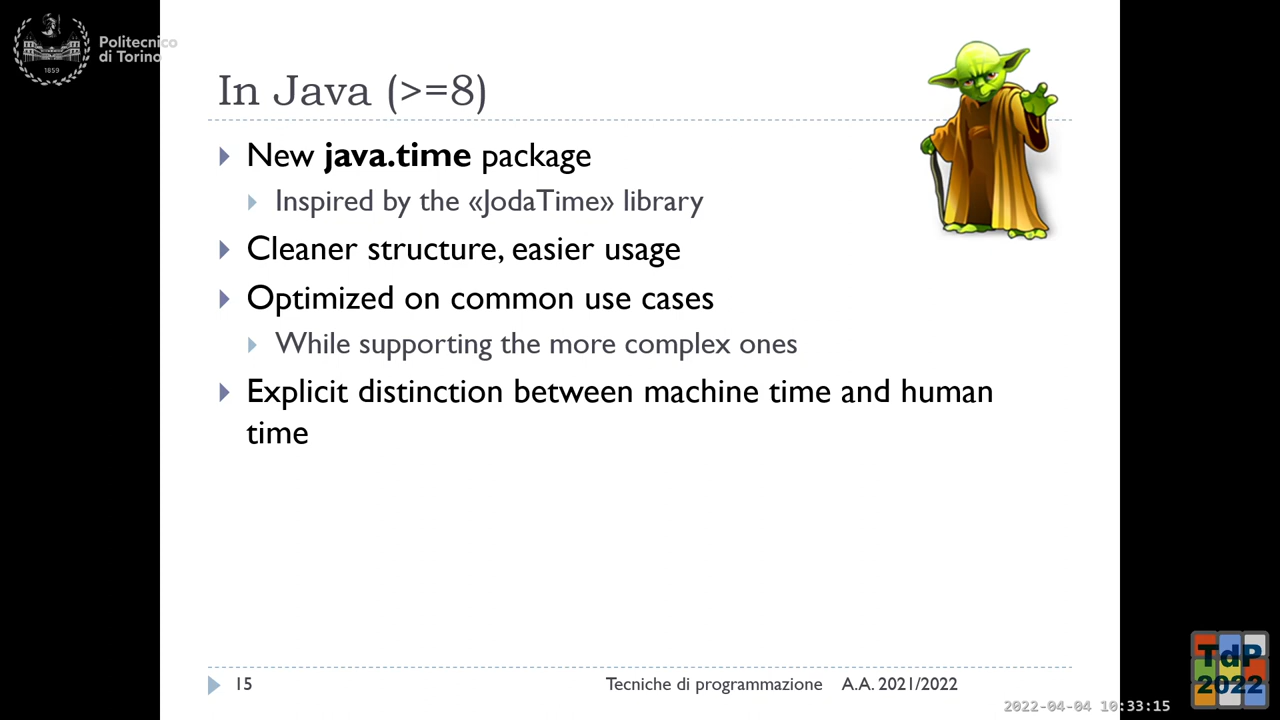 Politecnico
di Torino
1859
In Java (>=8)
New java.time package
Inspired by the «JodaTime» library
Cleaner structure, easier usage
Optimized on common use cases
While supporting the more complex ones
Explicit distinction between machine time and human
time
15
Tecniche di programmazione A.A. 2021/2022
2022-04-04 10:33:15
TdP
2022